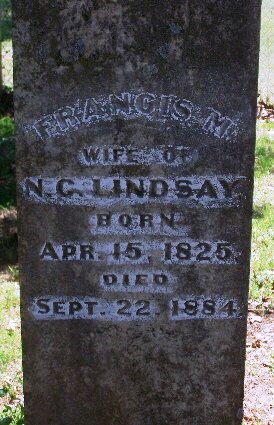 FRANCIS M.
WIFE OF
N.C. LINDSAY
BORN
APR. 15, 1825
DIED
SEPT. 22, 1884